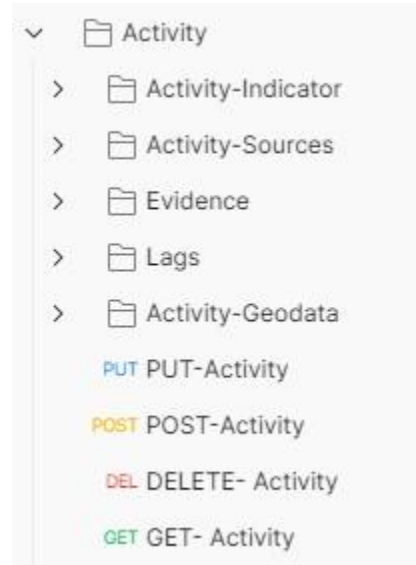 Activity
Activity-Indicator
Activity-Sources
Evidence
Lags
Activity-Geodata
PUT PUT-Activity
POST POST-Activity
DEL DELETE- Activity
GET GET- Activity